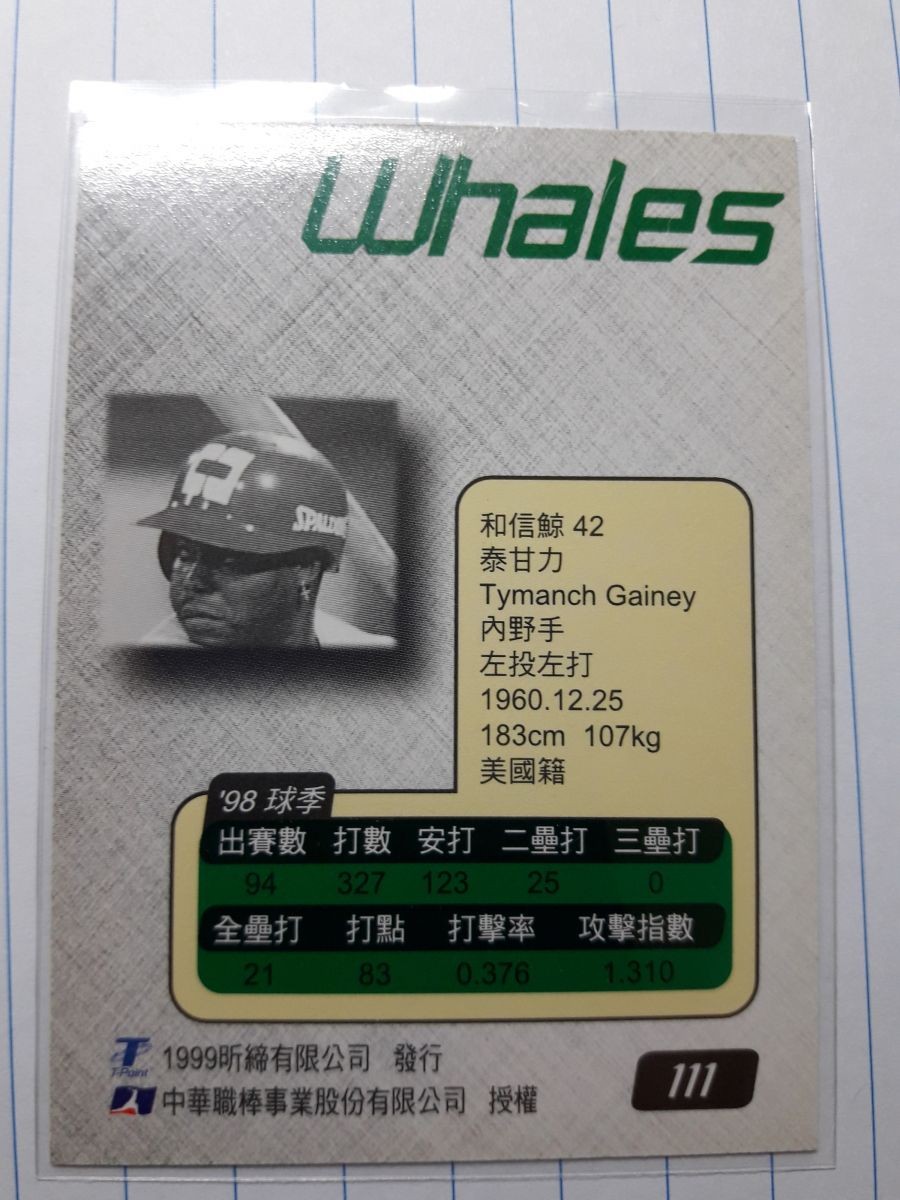 Whales
SPALDING
和信鯨 42
泰甘力
Tymanch Gainey
內野手
左投左打
1960.12.25
183cm 107kg
美國籍
'98 球季
出賽數 打數 安打 二壘打 三壘打
94 327 123 25 0
全壘打 打點 打擊率 攻擊指數
21 83 0.376 1.310
T-Point 1999昕締有限公司 發行
中華職棒事業股份有限公司 授權
111